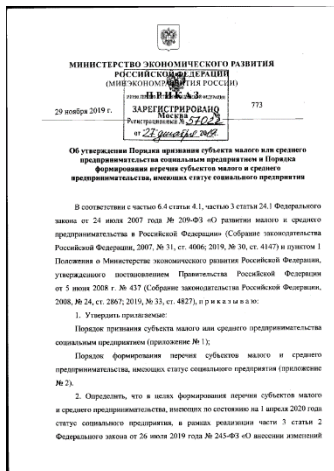 МИНИСТЕРСТВО ЭКОНОМИЧЕСКОГО РАЗВИТИЯ
РОССИЙСКОЙ ФЕДЕРАЦИИ
(МИНЭКОНОМРАЗВИТИЯ РОССИИ)
ПРИКАЗ
ЗАРЕГИСТРИРОВАНО
29 ноября 2019 г.
Москва
773
Регистрационный № 57022
от 27 декабря 2019
Об утверждении Порядка признания субъекта малого или среднего
предпринимательства социальным предприятием и Порядка
формирования перечня субъектов малого и среднего
предпринимательства, имеющих статус социального предприятия
В соответствии с частью 6.4 статьи 4.1, частью 3 статьи 24.1 Федерального
закона от 24 июля 2007 года № 209-ФЗ «О развитии малого и среднего
предпринимательства в Российской Федерации» (Собрание законодательства
Российской Федерации, 2007, № 31, ст. 4006; 2019, № 30, ст. 4147) и пунктом 1
Положения о Министерстве экономического развития Российской Федерации,
утвержденного постановлением Правительства Российской Федерации
от 5 июня 2008 г. № 437 (Собрание законодательства Российской Федерации,
2008, № 24, ст. 2867; 2019, № 33, ст. 4827), п р и к а з ы в а ю:
1. Утвердить прилагаемые:
Порядок признания субъекта малого или среднего предпринимательства
социальным предприятием (приложение № 1);
Порядок формирования перечня субъектов малого и среднего
предпринимательства, имеющих статус социального предприятия (приложение
№ 2).
2. Определить, что в целях формирования перечня субъектов малого
и среднего предпринимательства, имеющих по состоянию на 1 апреля 2020 года
статус социального предприятия, в рамках реализации части 3 статьи 2
Федерального закона от 26 июля 2019 года № 245-ФЗ «О внесении изменений